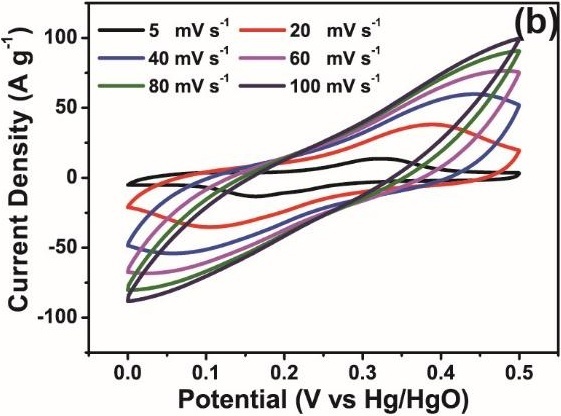 (b)
5 mV s⁻¹ 20 mV s⁻¹
40 mV s⁻¹ 60 mV s⁻¹
80 mV s⁻¹ 100 mV s⁻¹
Current Density (A g⁻¹)
100
50
0
-50
-100
0.0 0.1 0.2 0.3 0.4 0.5
Potential (V vs Hg/HgO)